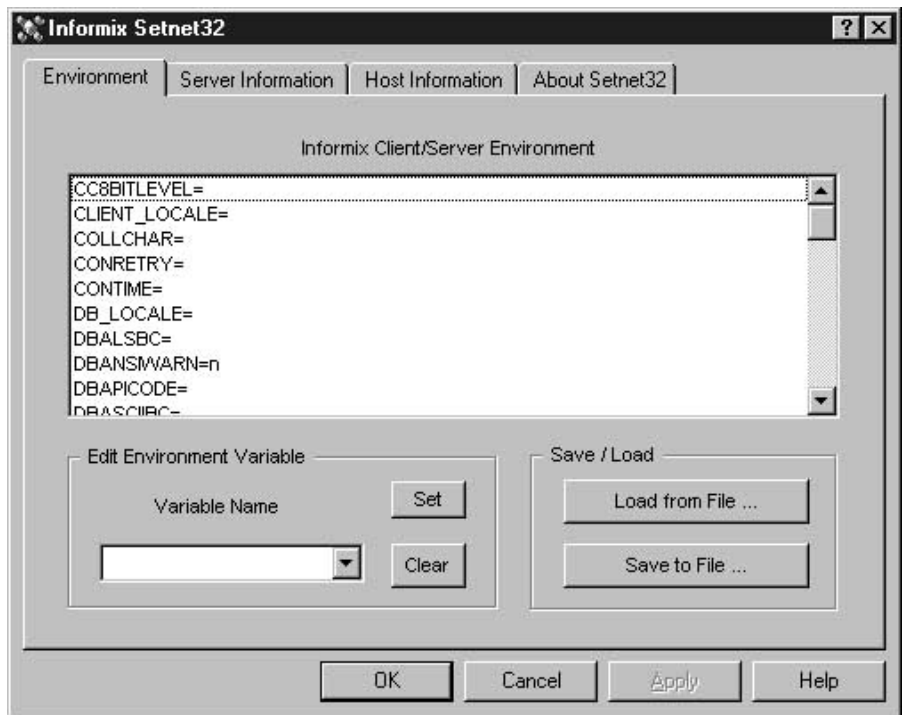 Informix Setnet32
Environment
Server Information
Host Information
About Setnet32
Informix Client/Server Environment
CC8BITLEVEL=
CLIENT_LOCALE=
COLLCHAR=
CONRETRY=
CONTIME=
DB_LOCALE=
DBALSBC=
DBANSIWARN=n
DBAPICODE=
DBASCIIBC=
Edit Environment Variable
Variable Name
Set
Clear
Save / Load
Load from File ...
Save to File ...
OK
Cancel
Apply
Help